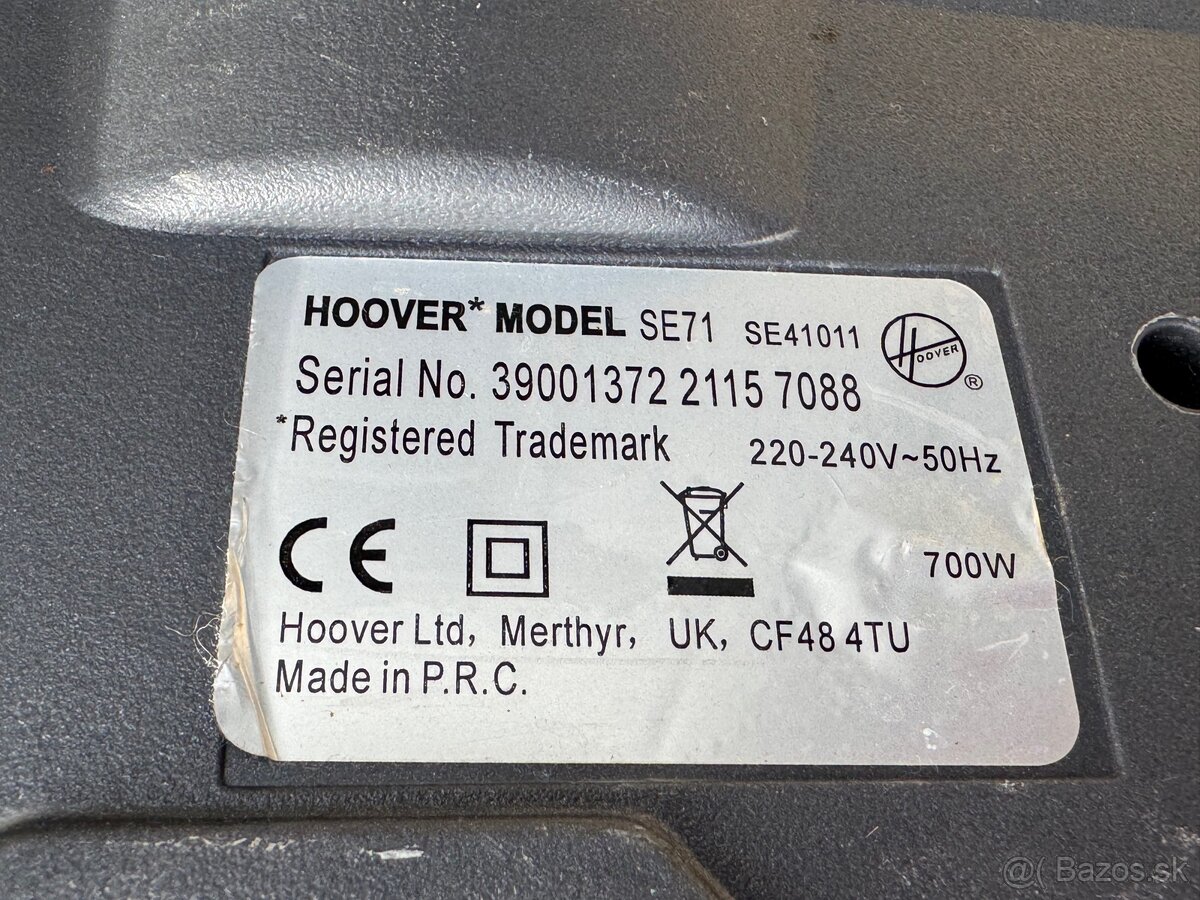 HOOVER* MODEL SE71 SE41011 HOOVER ®
Serial No. 39001372 2115 7088
*Registered Trademark 220-240V~50Hz
CE
700W
Hoover Ltd, Merthyr, UK, CF48 4TU
Made in P.R.C.
@( Bazos.sk